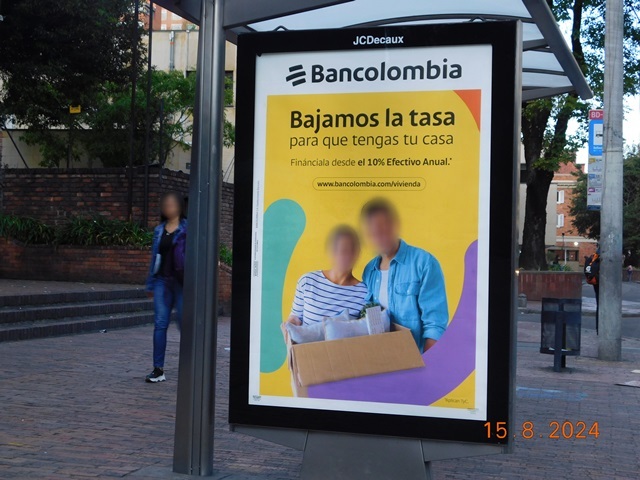 JCDecaux
Bancolombia
Bajamos la tasa
para que tengas tu casa
Fináncíala desde el 10% Efectivo Anual.*
www.bancolombia.com/vivienda
15 8 2024